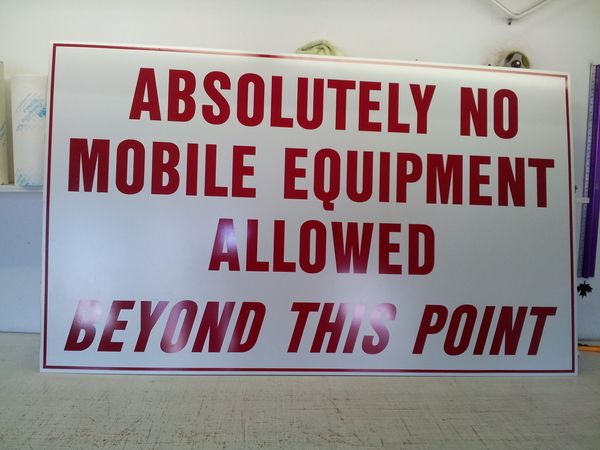 ABSOLUTELY NO
MOBILE EQUIPMENT
ALLOWED
BEYOND THIS POINT